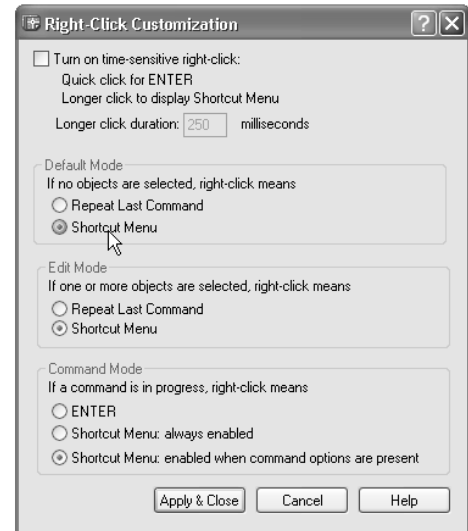 Right-Click Customization
Turn on time-sensitive right-click:
Quick click for ENTER
Longer click to display Shortcut Menu
Longer click duration: 250 milliseconds
Default Mode
If no objects are selected, right-click means
Repeat Last Command
Shortcut Menu
Edit Mode
If one or more objects are selected, right-click means
Repeat Last Command
Shortcut Menu
Command Mode
If a command is in progress, right-click means
ENTER
Shortcut Menu: always enabled
Shortcut Menu: enabled when command options are present
Apply & Close Cancel Help